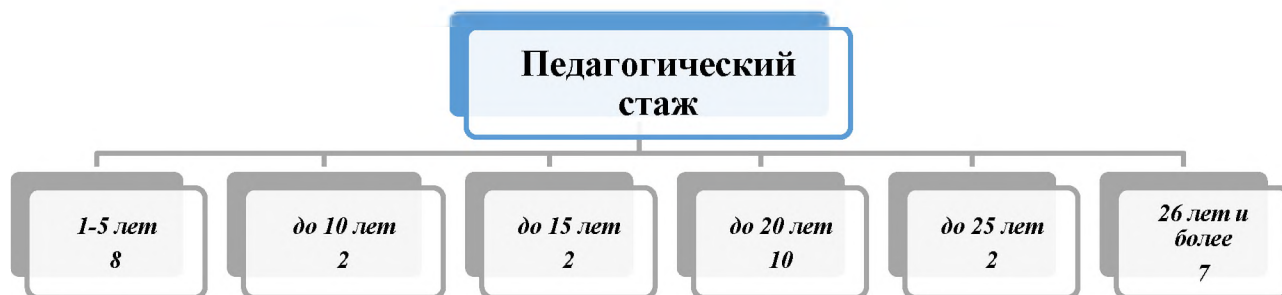 Педагогический
стаж
1-5 лет
8
до 10 лет
2
до 15 лет
2
до 20 лет
10
до 25 лет
2
26 лет и
более
7